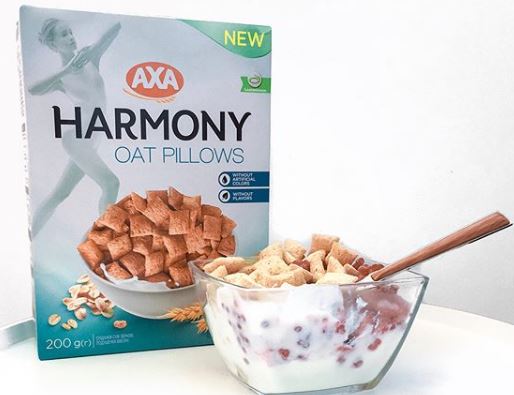 NEW
AXA
HARMONY
OAT PILLOWS
WITHOUT
ARTIFICIAL
COLORS
WITHOUT
FLAVORS
200 g(г)